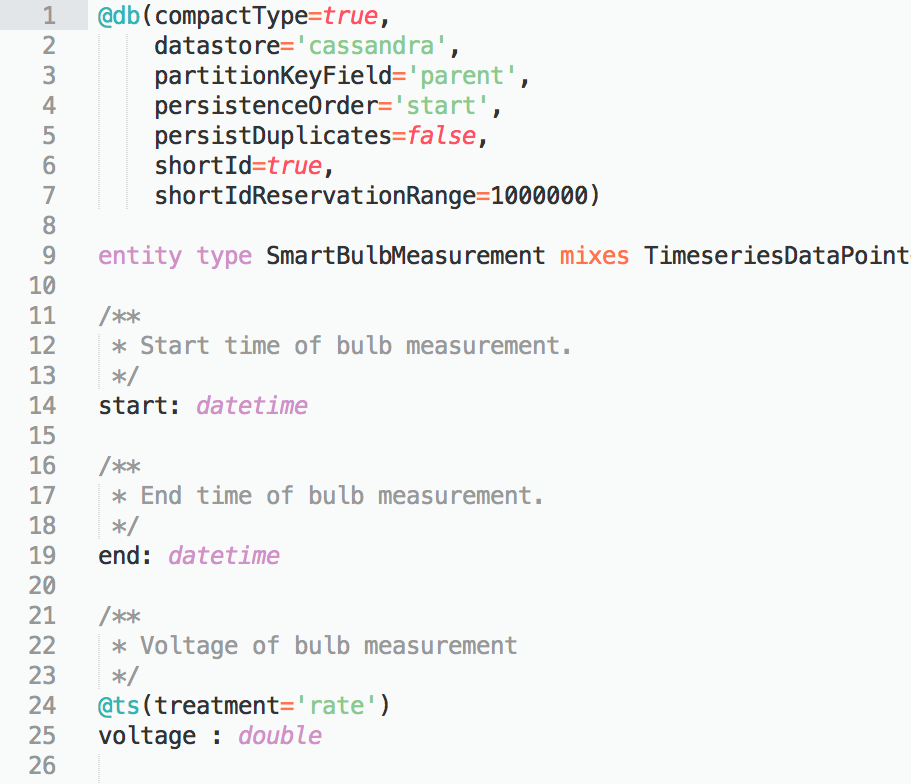 1 @db(compactType=true,
2 datastore='cassandra',
3 partitionKeyField='parent',
4 persistenceOrder='start',
5 persistDuplicates=false,
6 shortId=true,
7 shortIdReservationRange=1000000)
8
9 entity type SmartBulbMeasurement mixes TimeseriesDataPoint
10
11 /**
12 * Start time of bulb measurement.
13 */
14 start: datetime
15
16 /**
17 * End time of bulb measurement.
18 */
19 end: datetime
20
21 /**
22 * Voltage of bulb measurement
23 */
24 @ts(treatment='rate')
25 voltage : double
26